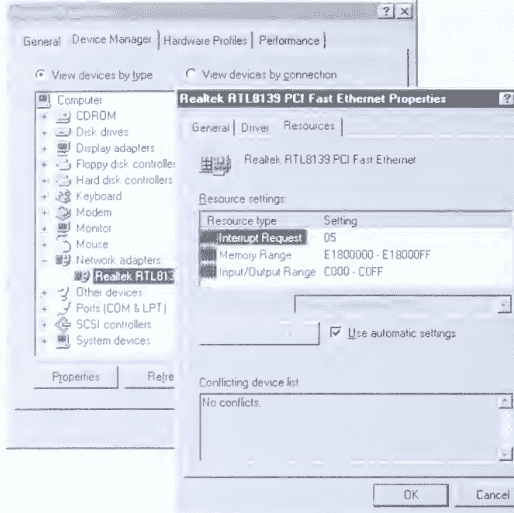 General Device Manager Hardware Profiles Performance
View devices by type View devices by connection
Computer
CDROM
Disk drives
Display adapters
Floppy disk controller
Hard disk controllers
Keyboard
Modem
Monitor
Mouse
Network adapters
Realtek RTL813
Other devices
Ports (COM & LPT)
SCSI controllers
System devices
Properties Refre
Realtek RTL8139 PCI Fast Ethernet Properties
General Driver Resources
Realtek RTL8139 PCI Fast Ethernet
Resource settings:
Resource type Setting
Interrupt Request 05
Memory Range E1800000 - E18000FF
Input/Output Range C000 - C0FF
Use automatic settings
Conflicting device list
No conflicts.
OK Cancel